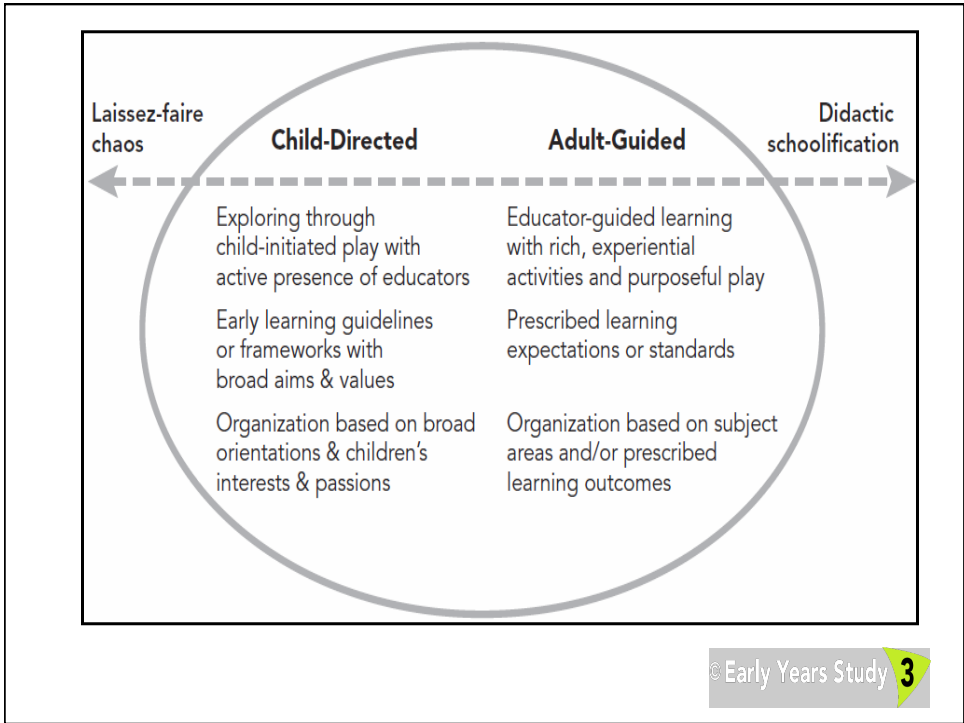 Laissez-faire
chaos
Child-Directed
Adult-Guided
Didactic
schoolification
Exploring through
child-initiated play with
active presence of educators
Early learning guidelines
or frameworks with
broad aims & values
Organization based on broad
orientations & children's
interests & passions
Educator-guided learning
with rich, experiential
activities and purposeful play
Prescribed learning
expectations or standards
Organization based on subject
areas and/or prescribed
learning outcomes
© Early Years Study 3